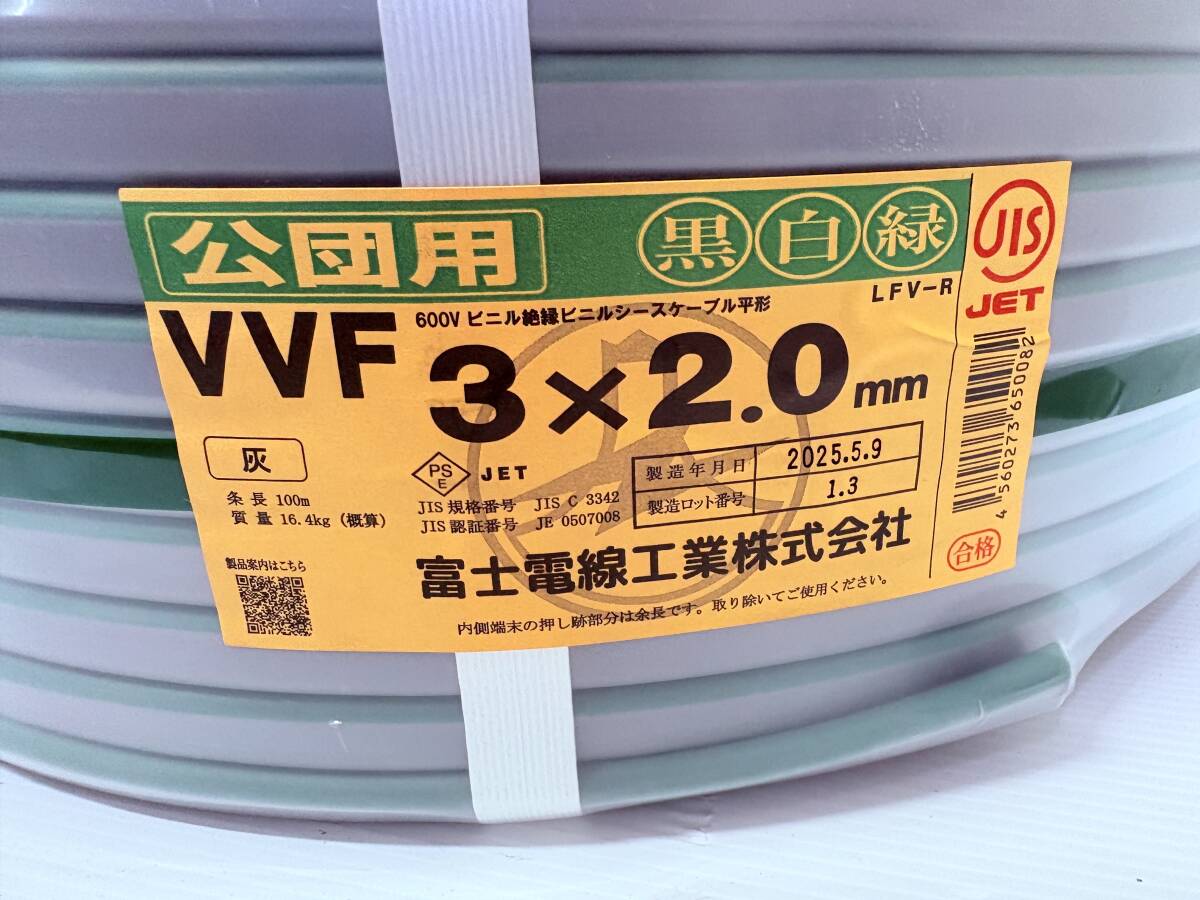 公団用 黒 白 緑
LFV-R
600V ビニル絶縁ビニルシースケーブル平形
VVF 3×2.0mm
灰
条長 100m
質量 16.4kg (概算)
製品案内はこちら
PS
E
JET
JIS 規格番号 JIS C 3342
JIS 認証番号 JE 0507008
製造年月日 2025.5.9
製造ロット番号 1.3
富士電線工業株式会社
内側端末の押し跡部分は余長です。取り除いてご使用ください。
JIS
JET
4560273650082
合格